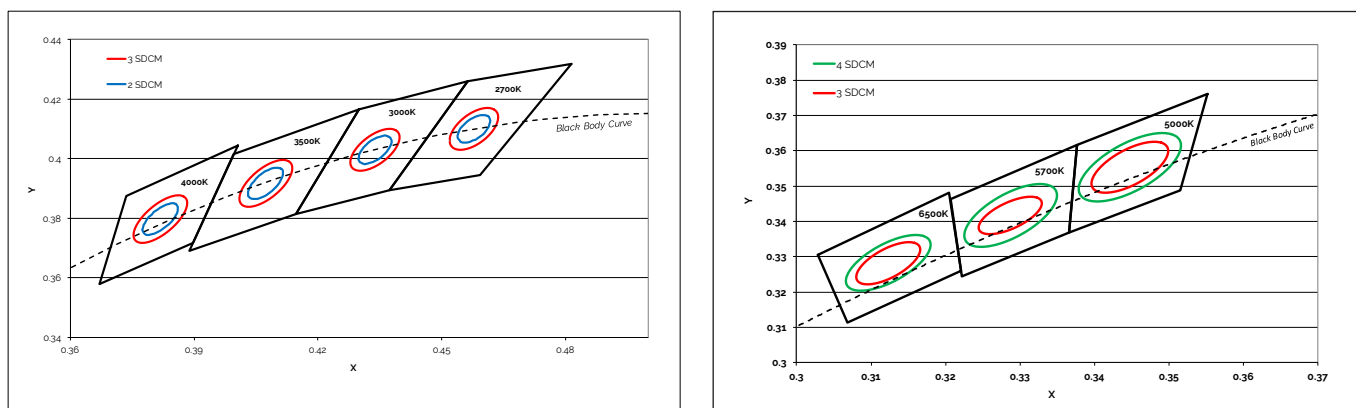 0.44
3 SDCM
2 SDCM
2700K
3000K
0.42
Black Body Curve
3500K
0.4
4000K
Y
0.38
0.36
0.34
0.36
0.39
0.42
0.45
0.48
X
0.39
4 SDCM
0.38
3 SDCM
0.37
5000K
Black Body Curve
0.36
5700K
0.35
Y
6500K
0.34
0.33
0.32
0.31
0.3
0.3
0.31
0.32
0.33
0.34
0.35
0.36
0.37
X